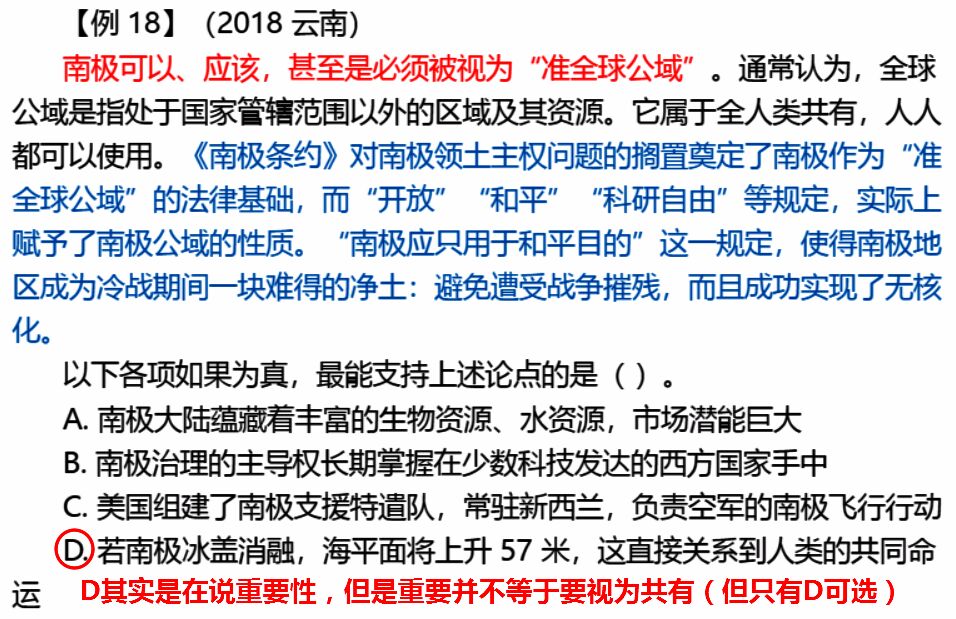 【例 18】（2018 云南）
南极可以、应该，甚至是必须被视为“准全球公域”。通常认为，全球
公域是指处于国家管辖范围以外的区域及其资源。它属于全人类共有，人人
都可以使用。《南极条约》对南极领土主权问题的搁置奠定了南极作为“准
全球公域”的法律基础，而“开放”“和平”“科研自由”等规定，实际上
赋予了南极公域的性质。“南极应只用于和平目的”这一规定，使得南极地
区成为冷战期间一块难得的净土：避免遭受战争摧残，而且成功实现了无核
化。
以下各项如果为真，最能支持上述论点的是（ ）。
A. 南极大陆蕴藏着丰富的生物资源、水资源，市场潜能巨大
B. 南极治理的主导权长期掌握在少数科技发达的西方国家手中
C. 美国组建了南极支援特遣队，常驻新西兰，负责空军的南极飞行行动
D. 若南极冰盖消融，海平面将上升 57 米，这直接关系到人类的共同命
运
D其实是在说重要性，但是重要并不等于要视为共有（但只有D可选）